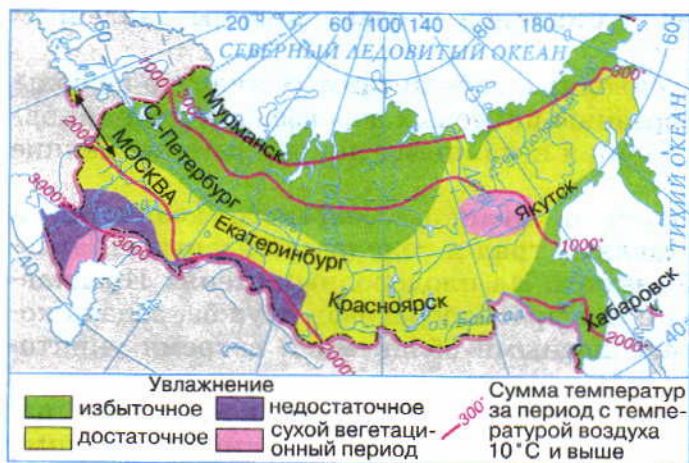 20 60 100 140 180
60 60
СЕВЕРНЫЙ ЛЕДОВИТЫЙ ОКЕАН
1000°
Мурманск
С.-Петербург
2000°
МОСКВА
3000°
3000
Екатеринбург
Красноярск
Якутск
1000°
Хабаровск
оз. Байкал
2000°
2000°
ТИХИЙ ОКЕАН
40 40
Увлажнение
избыточное
достаточное
недостаточное
сухой вегетаци-
онный период
300°
Сумма температур
за период с темпе-
ратурой воздуха
10°С и выше